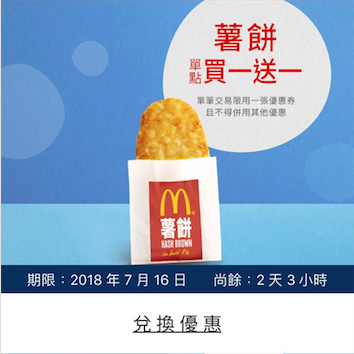 薯餅
單點買一送一
單筆交易限用一張優惠券
且不得併用其他優惠
薯餅
HASH BROWN
i'm lovin' it
期限：2018 年 7 月 16 日 尚餘：2 天 3 小時
兌 換 優 惠